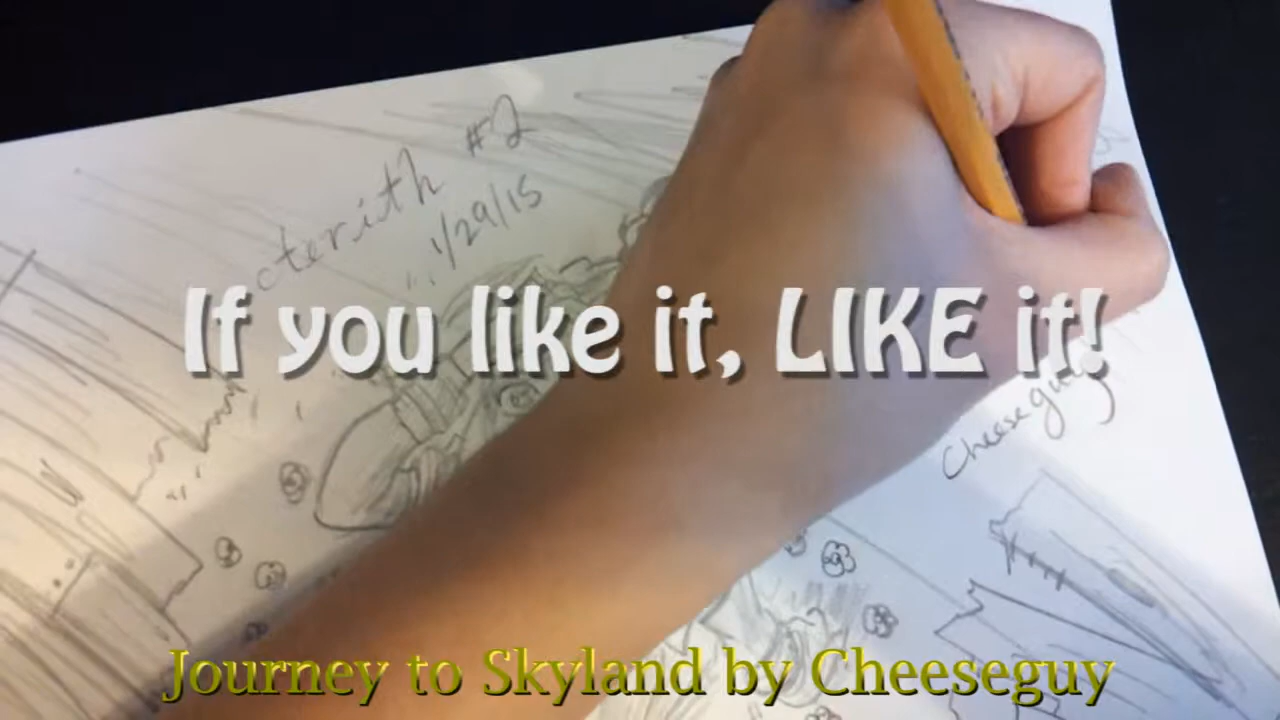 #2
cterith
1/29/15
If you like it, LIKE it!
Cheeseguy
Journey to Skyland by Cheeseguy